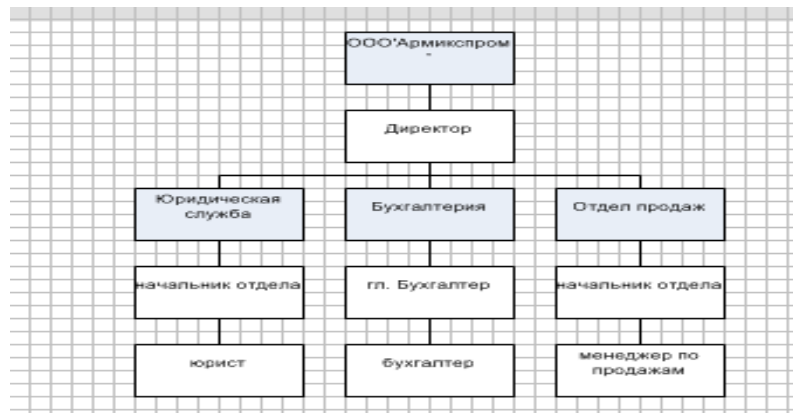 ООО'Армикспром
"
Директор
Юридическая
служба
Бухгалтерия
Отдел продаж
начальник отдела
гл. Бухгалтер
начальник отдела
юрист
бухгалтер
менеджер по
продажам